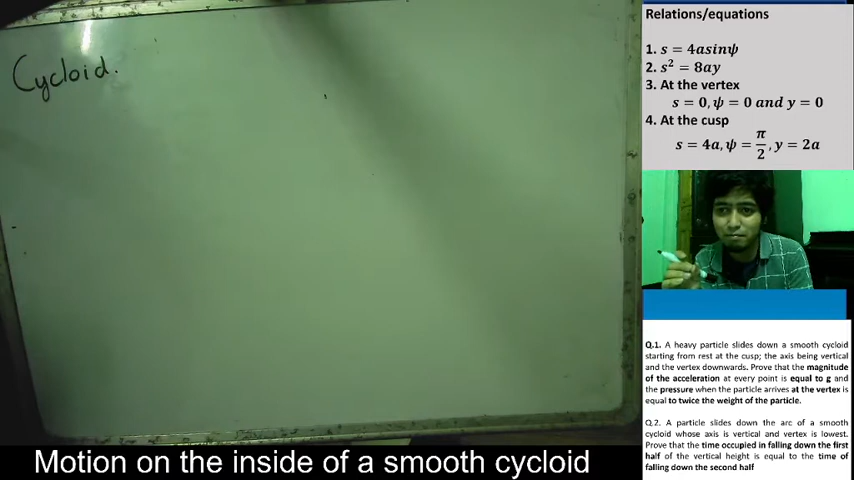 Cycloid.
Relations/equations
1. s = 4asinψ
2. s² = 8ay
3. At the vertex
s = 0, ψ = 0 and y = 0
4. At the cusp
s = 4a, ψ = π/2, y = 2a
Q.1. A heavy particle slides down a smooth cycloid
starting from rest at the cusp; the axis being vertical
and the vertex downwards. Prove that the magnitude
of the acceleration at every point is equal to g and
the pressure when the particle arrives at the vertex is
equal to twice the weight of the particle.
Q.2. A particle slides down the arc of a smooth
cycloid whose axis is vertical and vertex is lowest.
Prove that the time occupied in falling down the first
half of the vertical height is equal to the time of
falling down the second half
Motion on the inside of a smooth cycloid